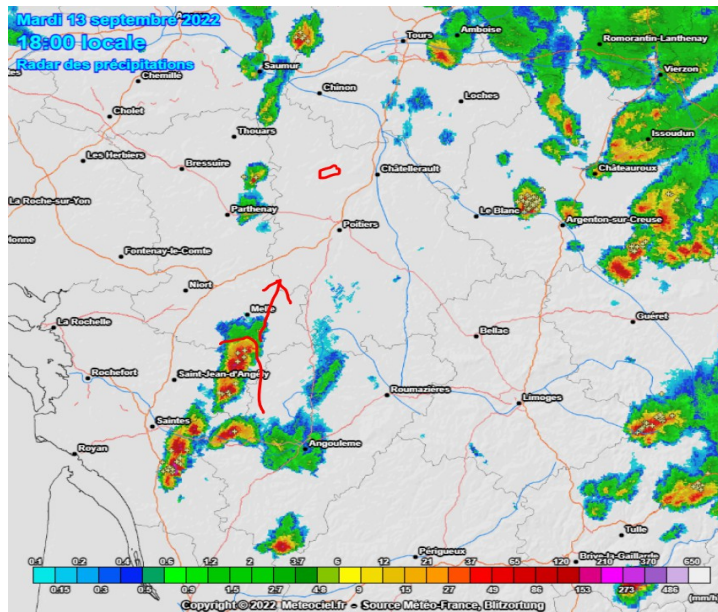 Mardi 13 septembre 2022
18:00 locale
Radar des précipitations
Tours
Amboise
Romorantin-Lanthenay
Saumur
Vierzon
Chemillé
Chinon
Loches
Cholet
Thouars
Issoudun
Les Herbiers
Bressuire
Châtellerault
Châteauroux
La Roche-sur-Yon
Parthenay
Le Blanc
Argenton-sur-Creuse
Poitiers
Fontenay-le-Comte
Niort
Melle
Guéret
La Rochelle
Bellac
Rochefort
Saint-Jean-d'Angély
Roumazières
Limoges
Saintes
Royan
Angouleme
Tulle
Périgueux
Brive-la-Gaillarde
0.1 0.2 0.4 0.9 1.2 2 3.7 6 12 20 37 65 120 210 370 650
0.15 0.3 0.5 0.9 1.5 2.7 4.8 9 15 27 49 86 153 273 486 (mm/h)
Copyright © 2022 Meteociel.fr - Source Météo-France, Blitzortung